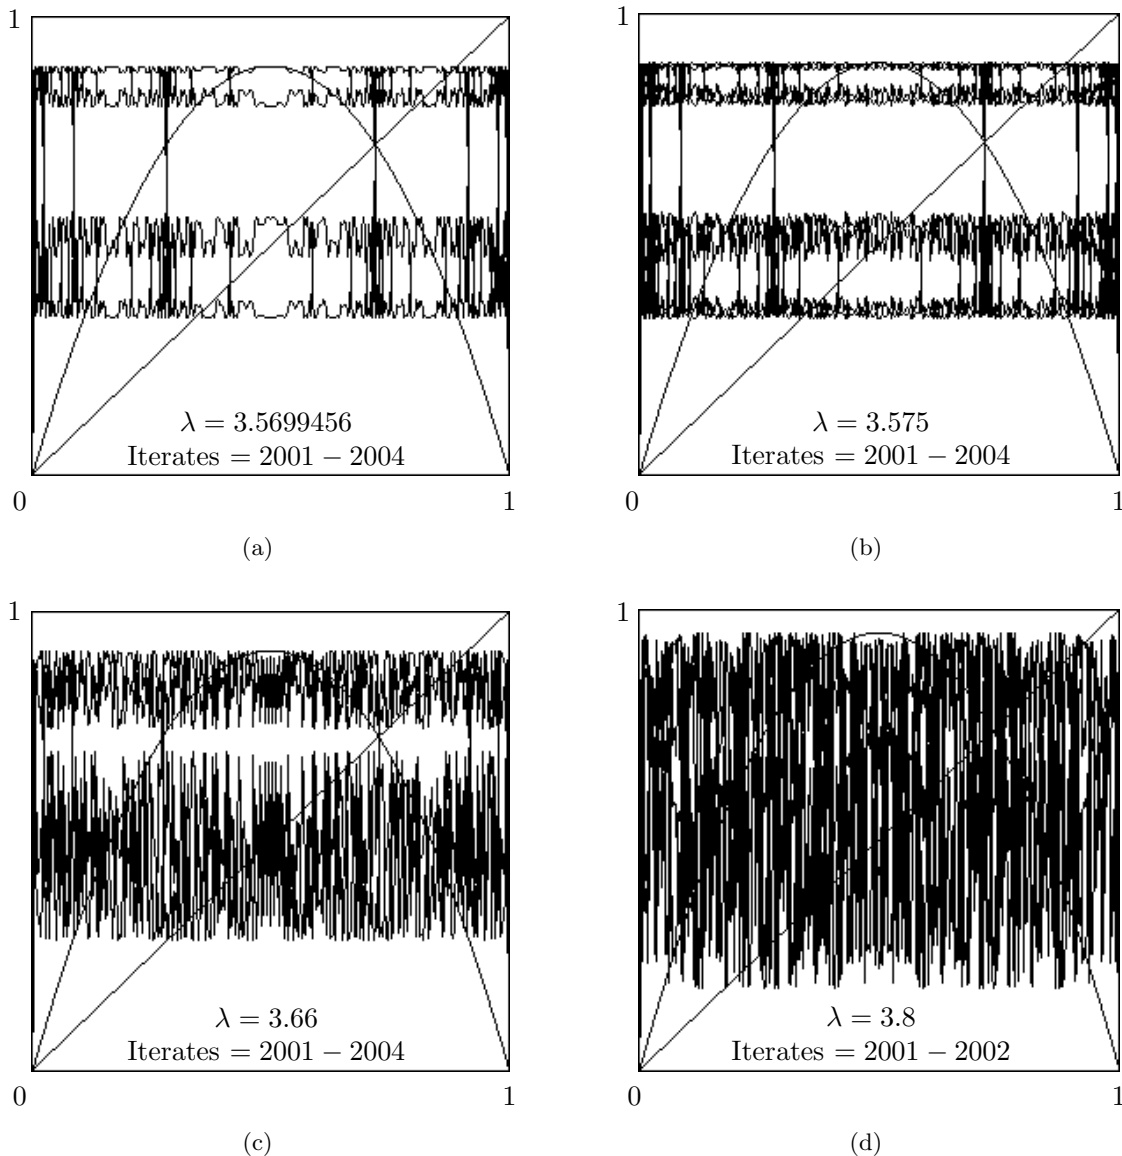 1
1
λ = 3.5699456
Iterates = 2001 − 2004
λ = 3.575
Iterates = 2001 − 2004
0
1
0
1
(a)
(b)
1
1
λ = 3.66
Iterates = 2001 − 2004
λ = 3.8
Iterates = 2001 − 2002
0
1
0
1
(c)
(d)